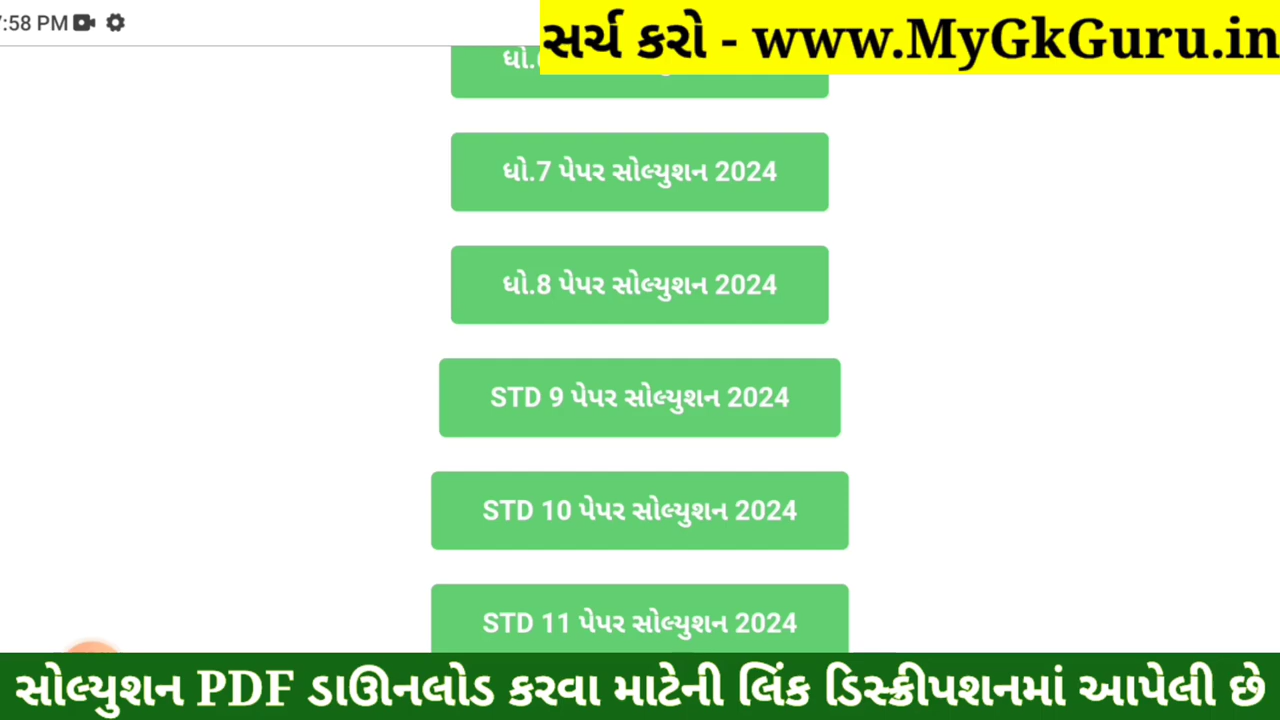 :58 PM
સર્ચ કરો - www.MyGkGuru.in
ધો.
ધો.7 પેપર સોલ્યુશન 2024
ધો.8 પેપર સોલ્યુશન 2024
STD 9 પેપર સોલ્યુશન 2024
STD 10 પેપર સોલ્યુશન 2024
STD 11 પેપર સોલ્યુશન 2024
સોલ્યુશન PDF ડાઊનલોડ કરવા માટેની લિંક ડિસ્ક્રીપશનમાં આપેલી છે